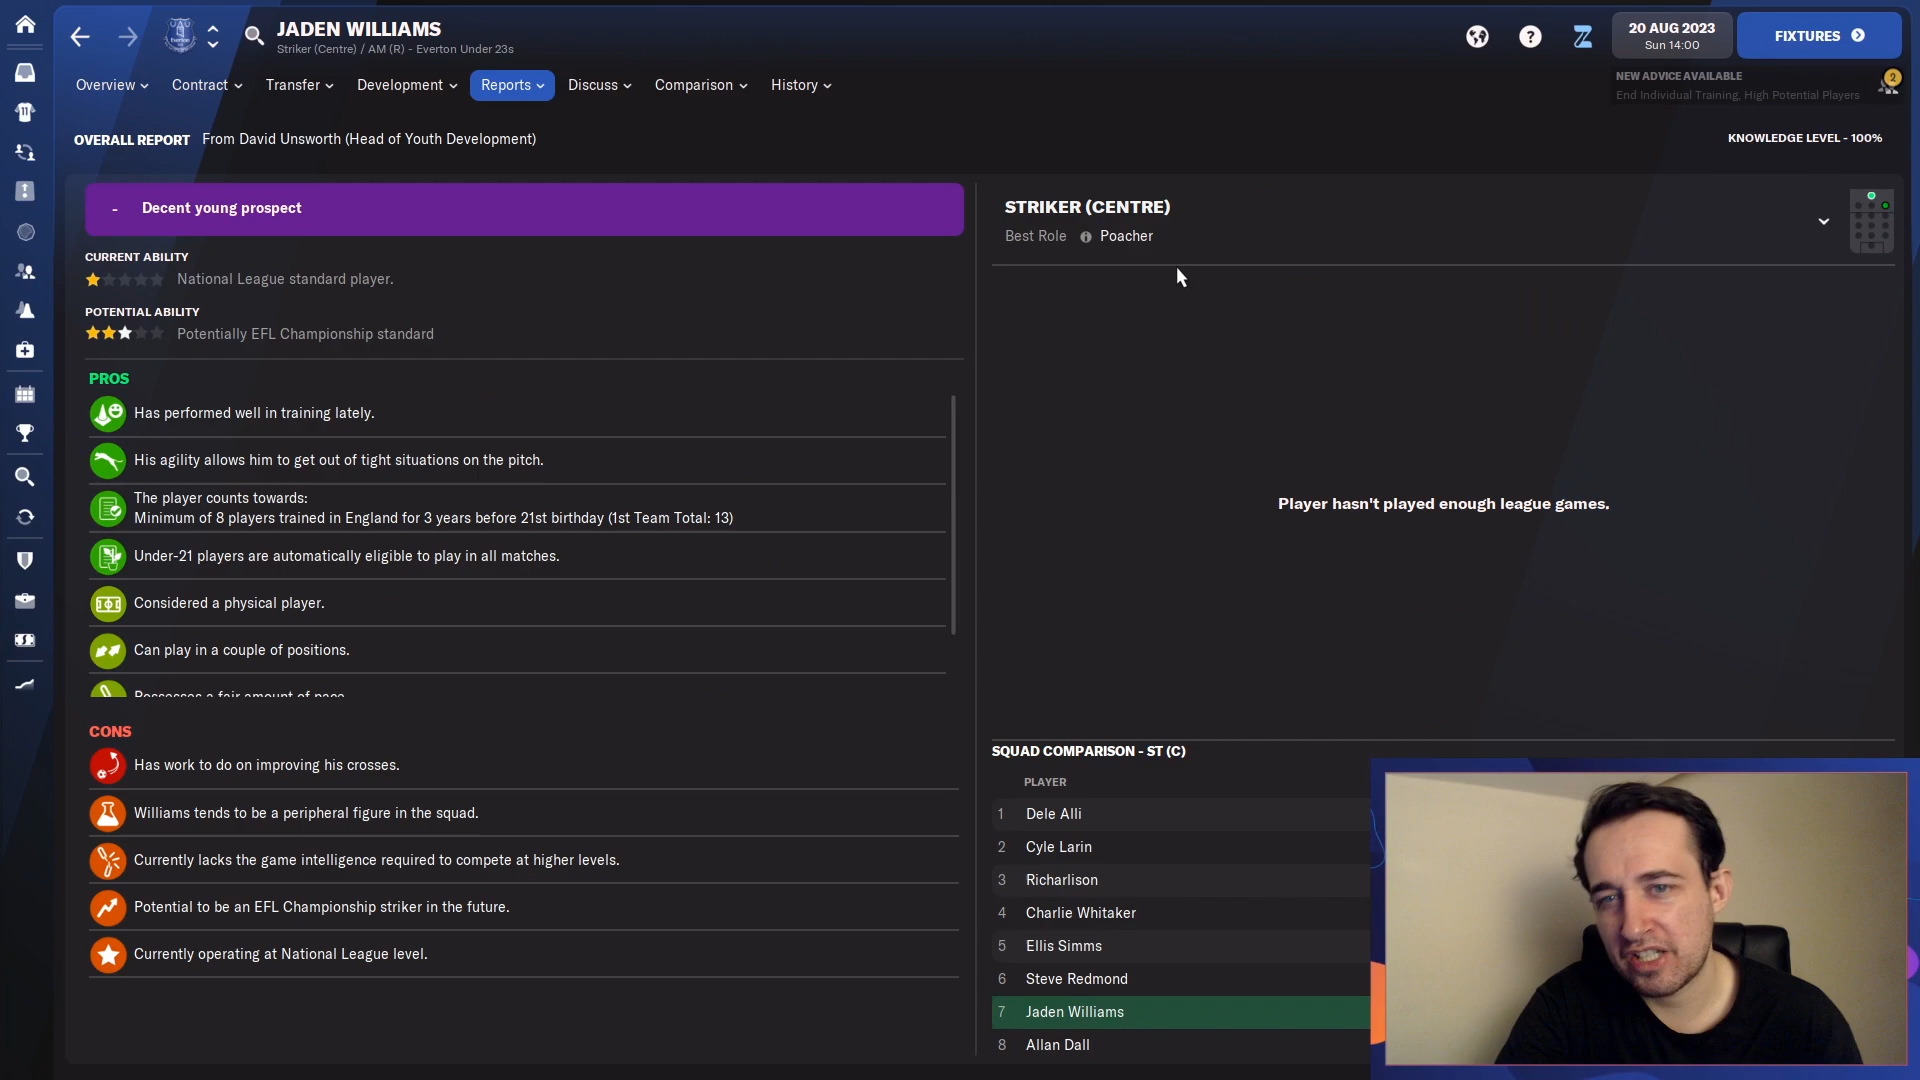 JADEN WILLIAMS
Striker (Centre) / AM (R) - Everton Under 23s
20 AUG 2023
Sun 14:00
FIXTURES
Overview
Contract
Transfer
Development
Reports
Discuss
Comparison
History
NEW ADVICE AVAILABLE
End Individual Training, High Potential Players
2
OVERALL REPORT From David Unsworth (Head of Youth Development)
KNOWLEDGE LEVEL - 100%
- Decent young prospect
CURRENT ABILITY
National League standard player.
POTENTIAL ABILITY
Potentially EFL Championship standard
PROS
Has performed well in training lately.
His agility allows him to get out of tight situations on the pitch.
The player counts towards:
Minimum of 8 players trained in England for 3 years before 21st birthday (1st Team Total: 13)
Under-21 players are automatically eligible to play in all matches.
Considered a physical player.
Can play in a couple of positions.
Possesses a fair amount of pace
CONS
Has work to do on improving his crosses.
Williams tends to be a peripheral figure in the squad.
Currently lacks the game intelligence required to compete at higher levels.
Potential to be an EFL Championship striker in the future.
Currently operating at National League level.
STRIKER (CENTRE)
Best Role Poacher
Player hasn't played enough league games.
SQUAD COMPARISON - ST (C)
PLAYER
1 Dele Alli
2 Cyle Larin
3 Richarlison
4 Charlie Whitaker
5 Ellis Simms
6 Steve Redmond
7 Jaden Williams
8 Allan Dall